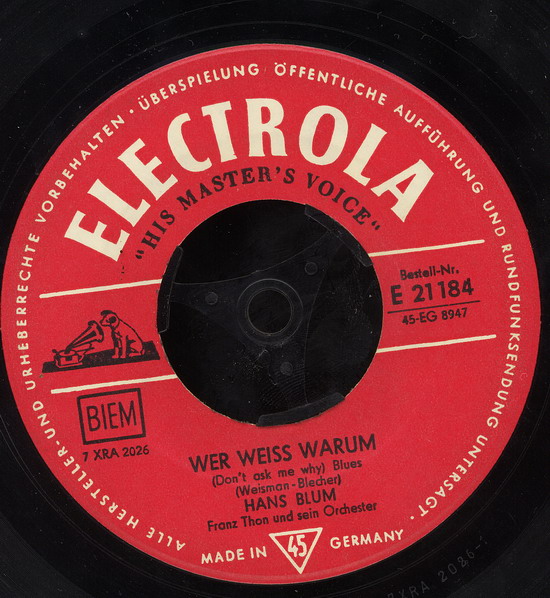 ALLE HERSTELLER- UND URHEBERRECHTE VORBEHALTEN · ÜBERSPIELUNG ÖFFENTLICHE AUFFÜHRUNG UND RUNDFUNKSENDUNG UNTERSAGT ·
ELECTROLA
"HIS MASTER'S VOICE"
Bestell-Nr.
E 21184
45-EG 8947
BIEM
7 XRA 2026
WER WEISS WARUM
(Don't ask me why) Blues
(Weisman-Blecher)
HANS BLUM
Franz Thon und sein Orchester
MADE IN 45 GERMANY